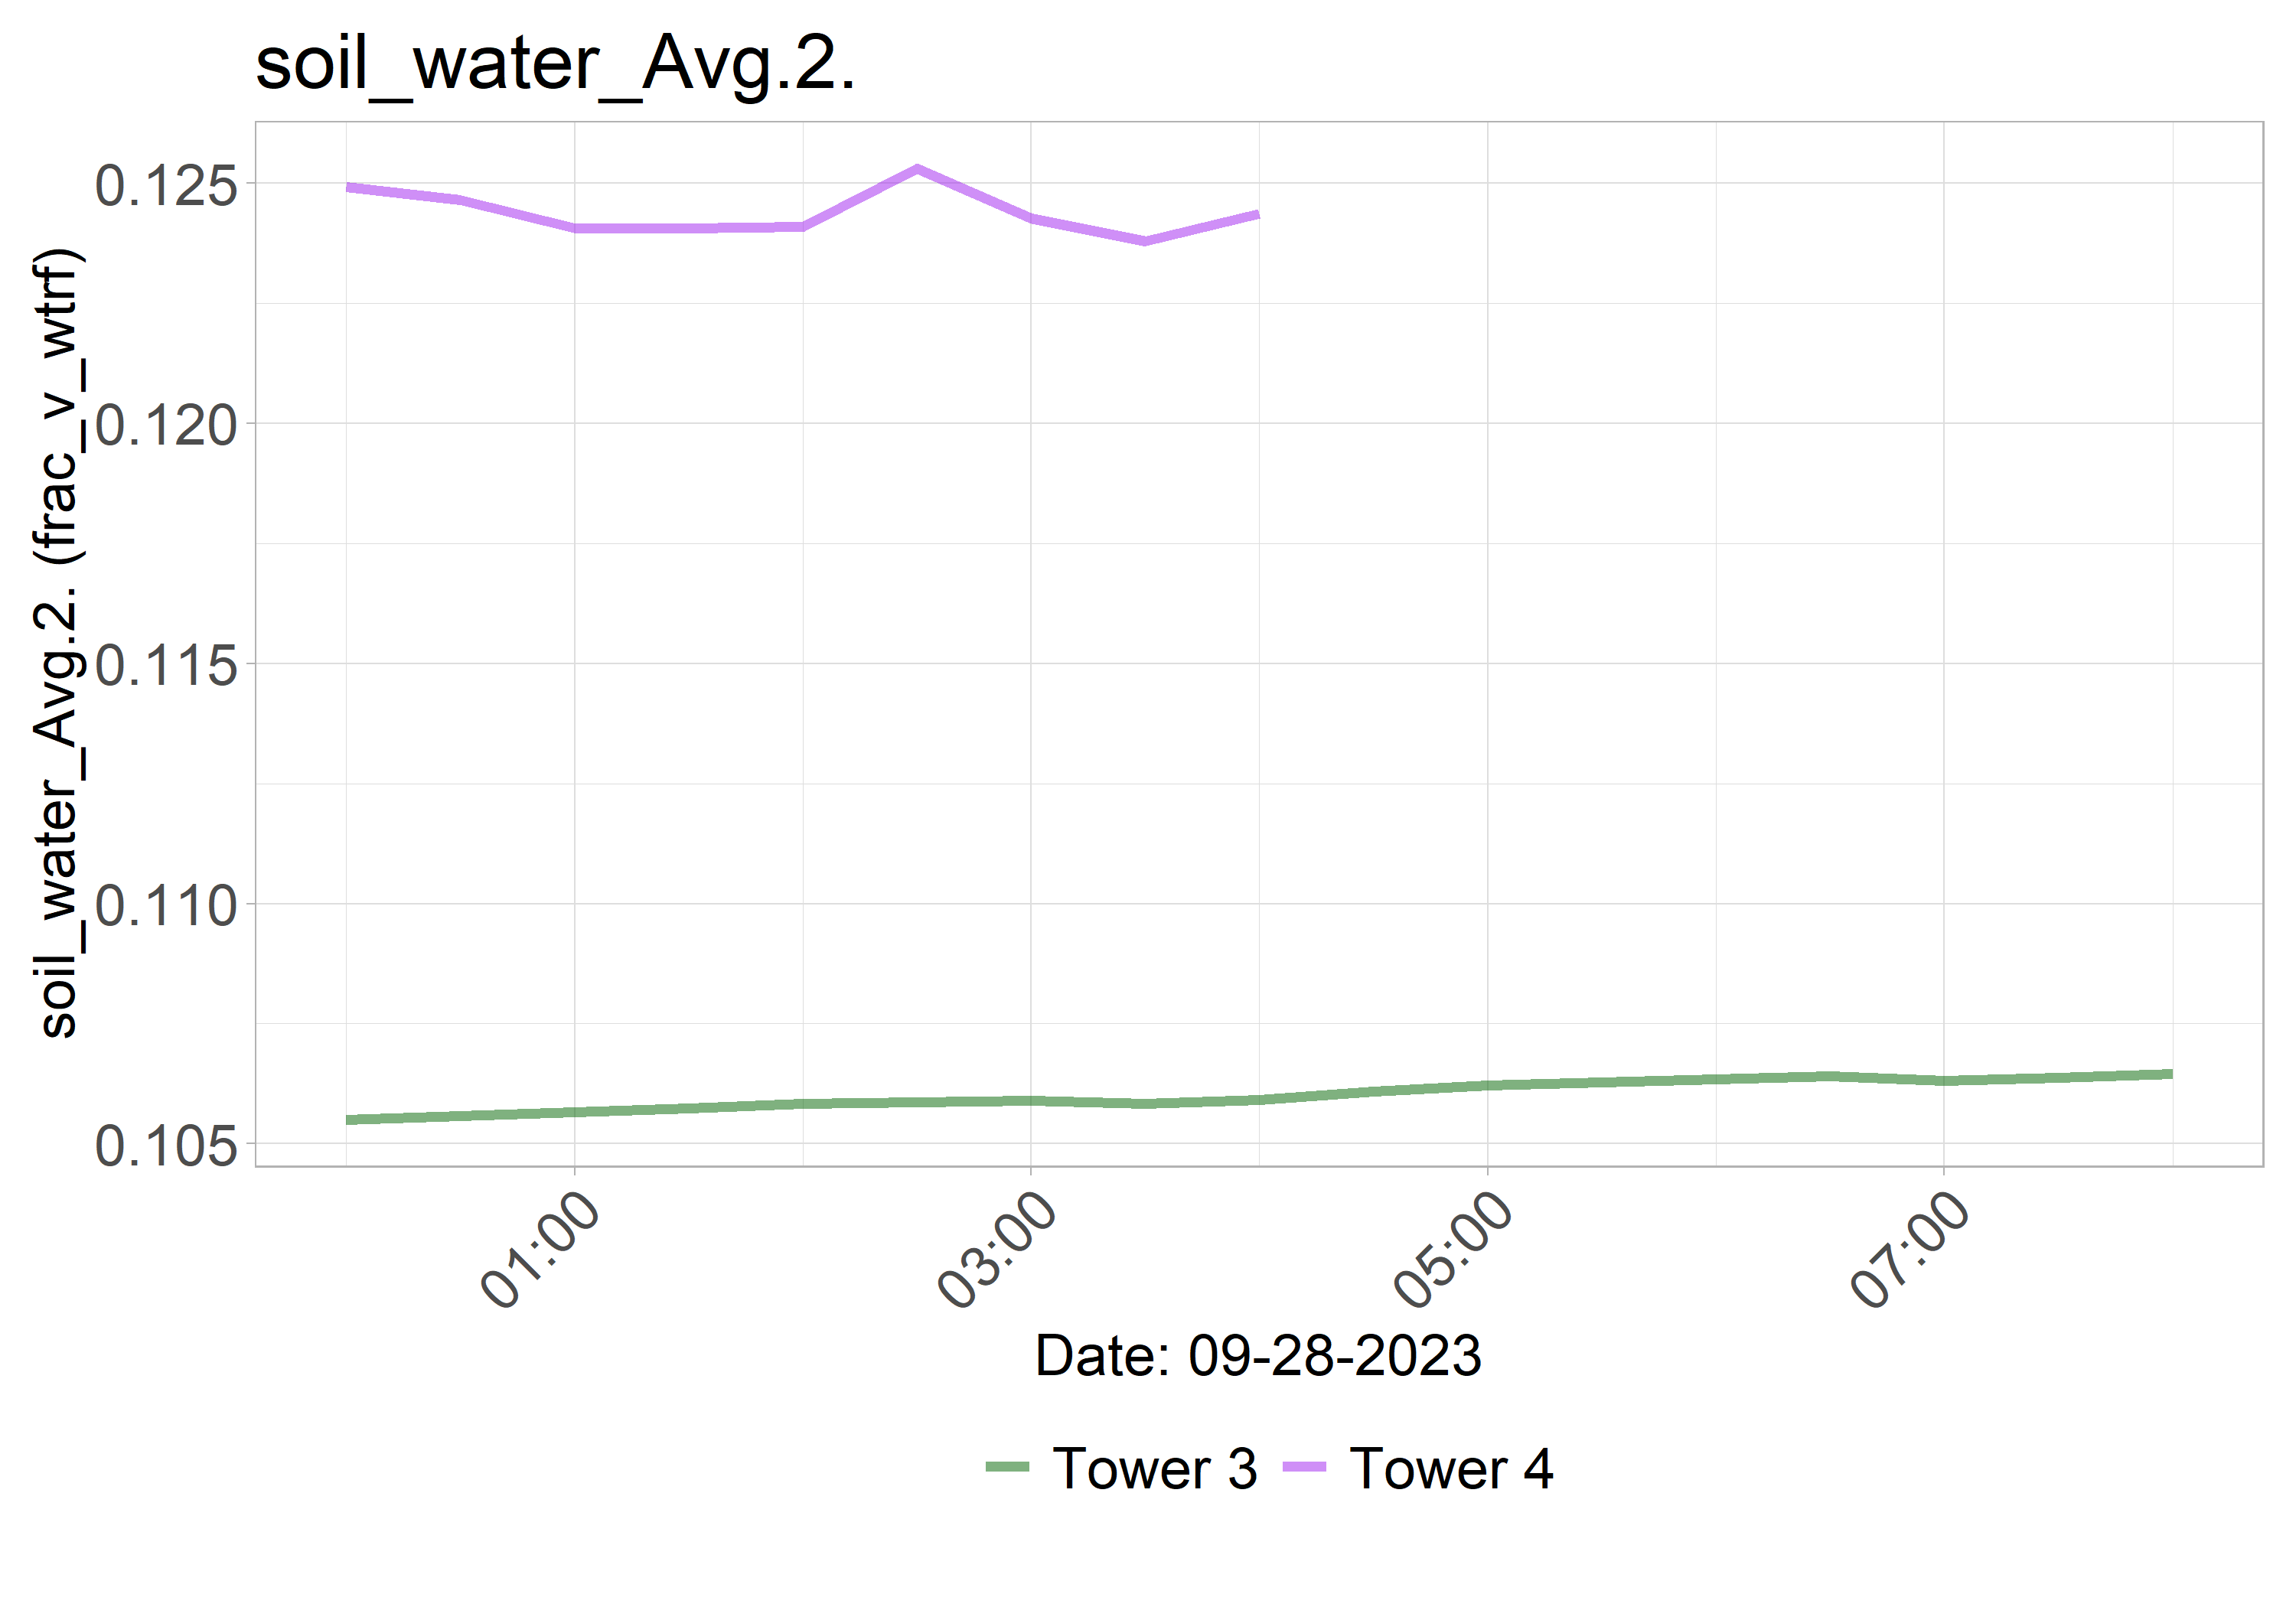 soil_water_Avg.2.
soil_water_Avg.2. (frac_v_wtrf)
0.125
0.120
0.115
0.110
0.105
01:00
03:00
05:00
07:00
Date: 09-28-2023
Tower 3
Tower 4